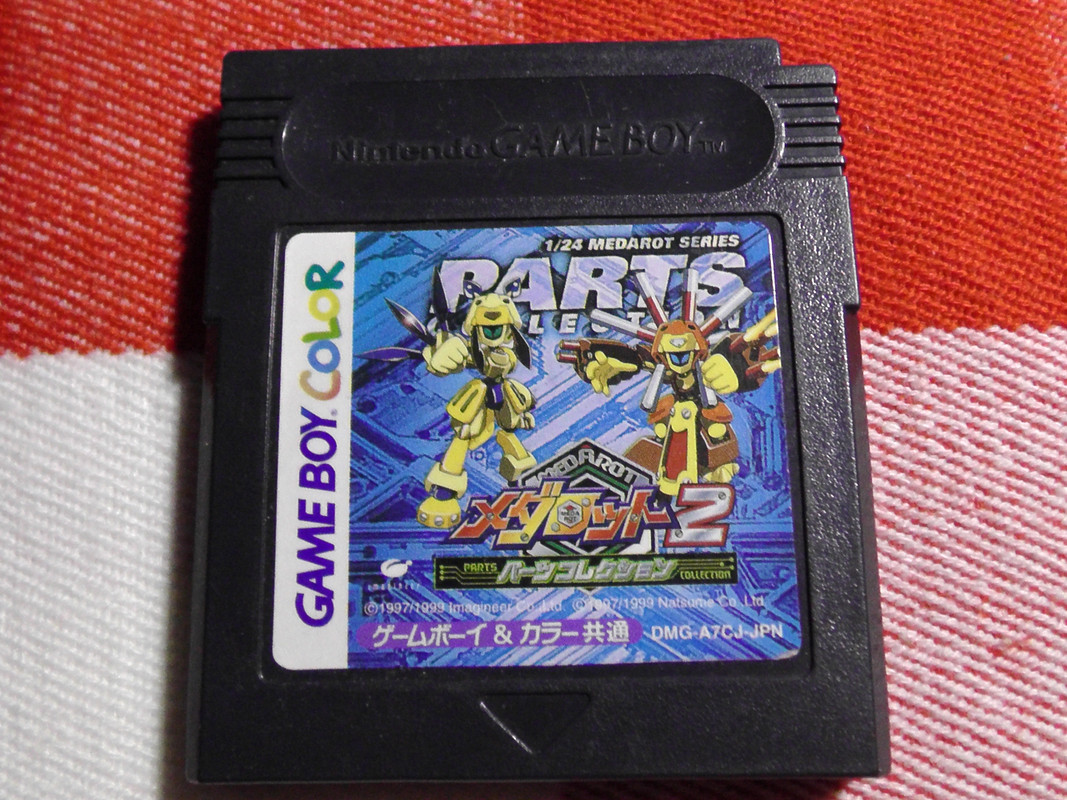 Nintendo GAME BOY TM
GAME BOY COLOR
1/24 MEDAROT SERIES
PARTS
COLLECTION
MEDAROT
メダロット2
PARTS パーツコレクション COLLECTION
©1997/1999 Imagineer Co.,Ltd. ©1997/1999 Natsume Co.,Ltd.
ゲームボーイ & カラー共通 DMG-A7CJ-JPN